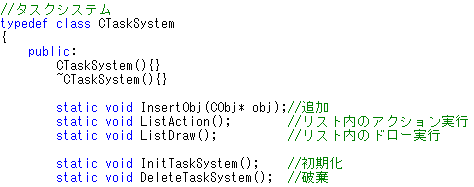 //タスクシステム
typedef class CTaskSystem
{
    public:
        CTaskSystem(){}
        ~CTaskSystem(){}

        static void InsertObj(CObj* obj);//追加
        static void ListAction();        //リスト内のアクション実行
        static void ListDraw();          //リスト内のドロー実行

        static void InitTaskSystem();    //初期化
        static void DeleteTaskSystem();  //破棄